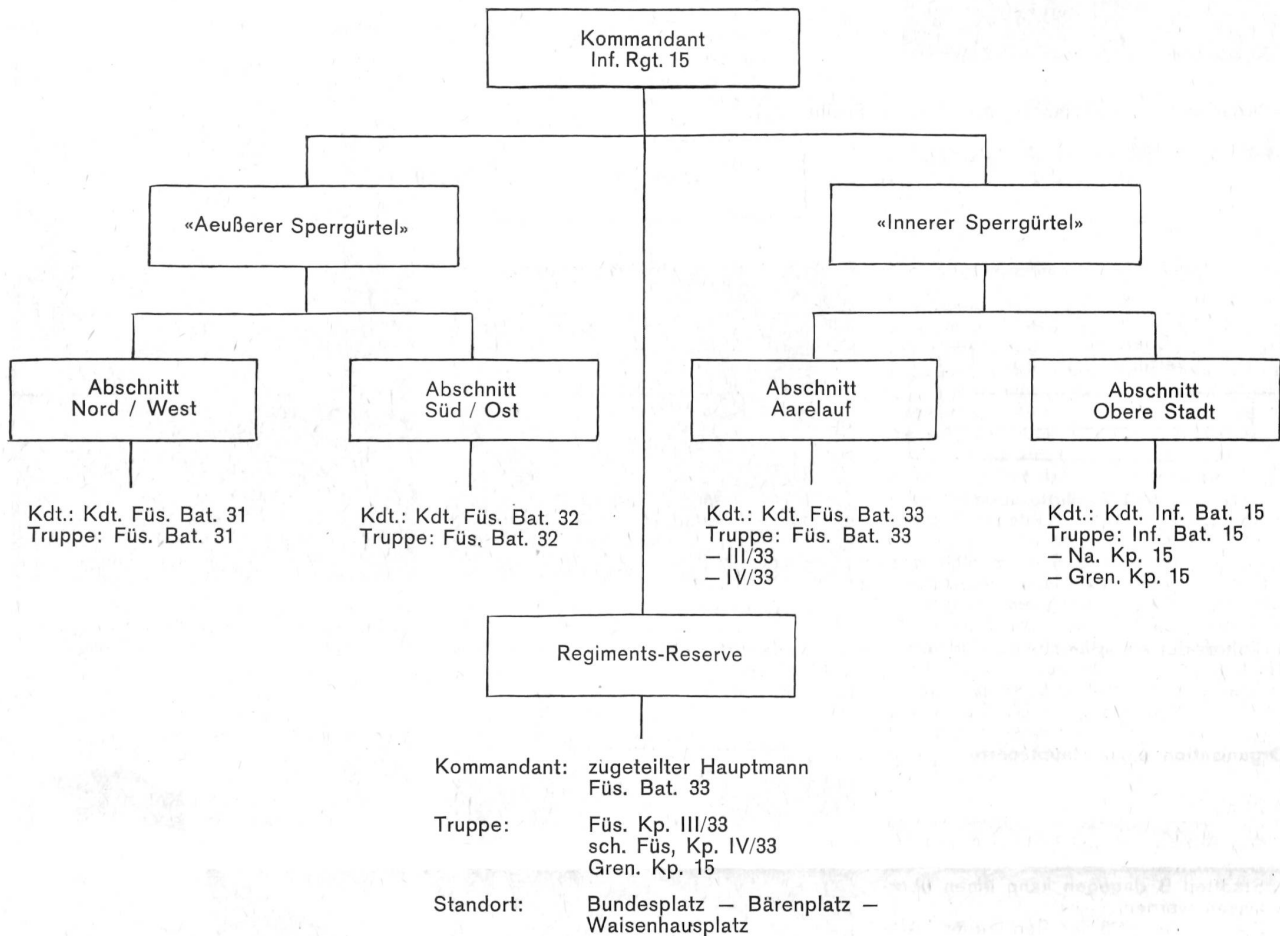 Kommandant
Inf. Rgt. 15
«Aeußerer Sperrgürtel»
«Innerer Sperrgürtel»
Abschnitt
Nord / West
Abschnitt
Süd / Ost
Abschnitt
Aarelauf
Abschnitt
Obere Stadt
Kdt.: Kdt. Füs. Bat. 31
Truppe: Füs. Bat. 31
Kdt.: Kdt. Füs. Bat. 32
Truppe: Füs. Bat. 32
Kdt.: Kdt. Füs. Bat. 33
Truppe: Füs. Bat. 33
— III/33
— IV/33
Kdt.: Kdt. Inf. Bat. 15
Truppe: Inf. Bat. 15
— Na. Kp. 15
— Gren. Kp. 15
Regiments-Reserve
Kommandant: zugeteilter Hauptmann
Füs. Bat. 33
Truppe: Füs. Kp. III/33
sch. Füs, Kp. IV/33
Gren. Kp. 15
Standort: Bundesplatz — Bärenplatz —
Waisenhausplatz